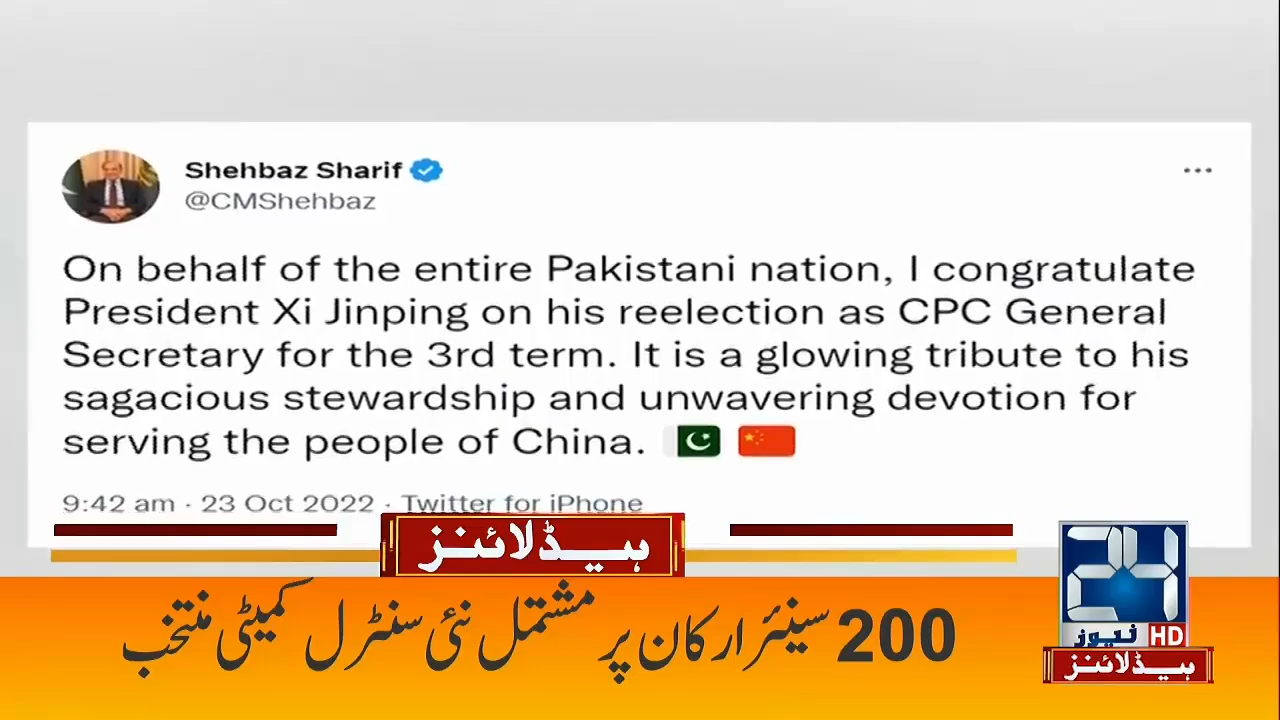 Shehbaz Sharif
@CMShehbaz
On behalf of the entire Pakistani nation, I congratulate
President Xi Jinping on his reelection as CPC General
Secretary for the 3rd term. It is a glowing tribute to his
sagacious stewardship and unwavering devotion for
serving the people of China. 🇵🇰 🇨🇳
9:42 am · 23 Oct 2022 · Twitter for iPhone
ہیڈلائنز
200 سینئر ارکان پر مشتمل نئی سنٹرل کمیٹی منتخب
24
نیوز HD
ہیڈلائنز